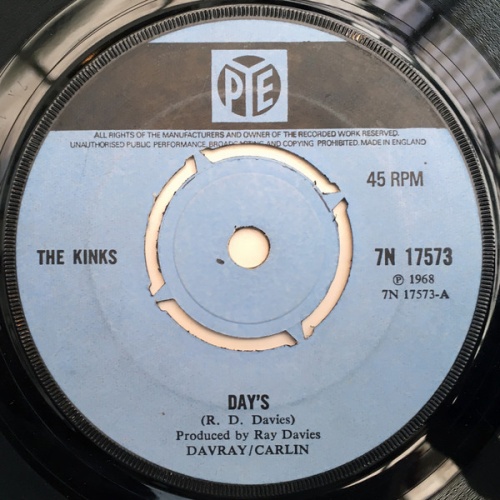 PYE
ALL RIGHTS OF THE MANUFACTURERS AND OWNER OF THE RECORDED WORK RESERVED.
UNAUTHORISED PUBLIC PERFORMANCE, BROADCASTING AND COPYING PROHIBITED. MADE IN ENGLAND
45 RPM
THE KINKS
7N 17573
℗ 1968
7N 17573-A
DAY'S
(R. D. Davies)
Produced by Ray Davies
DAVRAY/CARLIN